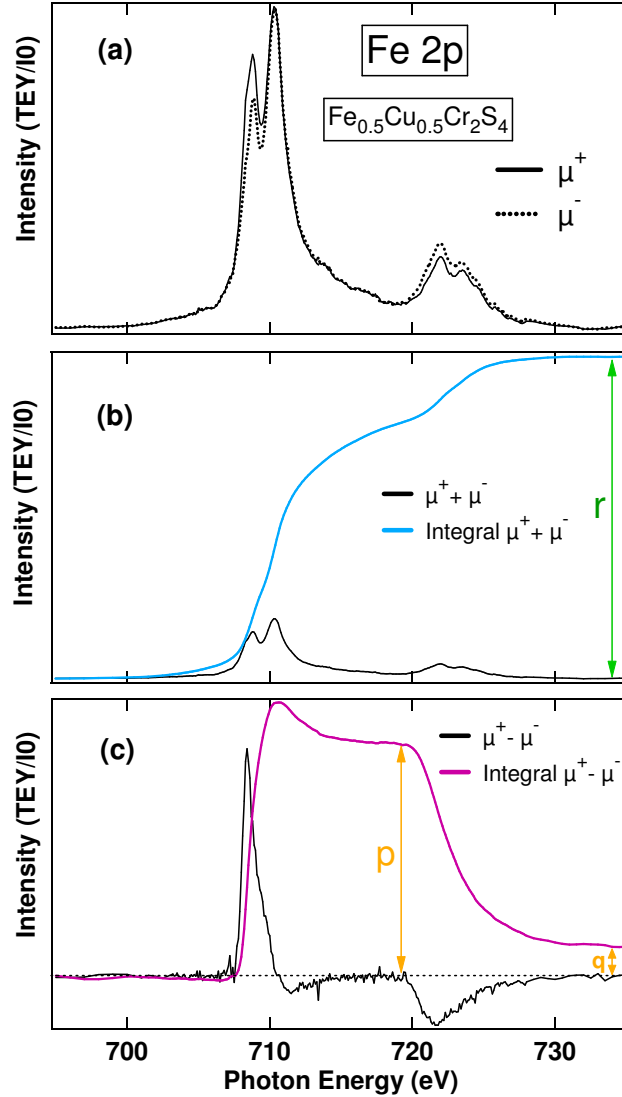 (a)
Fe 2p
Fe0.5Cu0.5Cr2S4
μ+
μ-
Intensity (TEY/I0)
(b)
μ++ μ-
Integral μ++ μ-
r
Intensity (TEY/I0)
(c)
μ+- μ-
Integral μ+- μ-
p
q
Intensity (TEY/I0)
700 710 720 730
Photon Energy (eV)